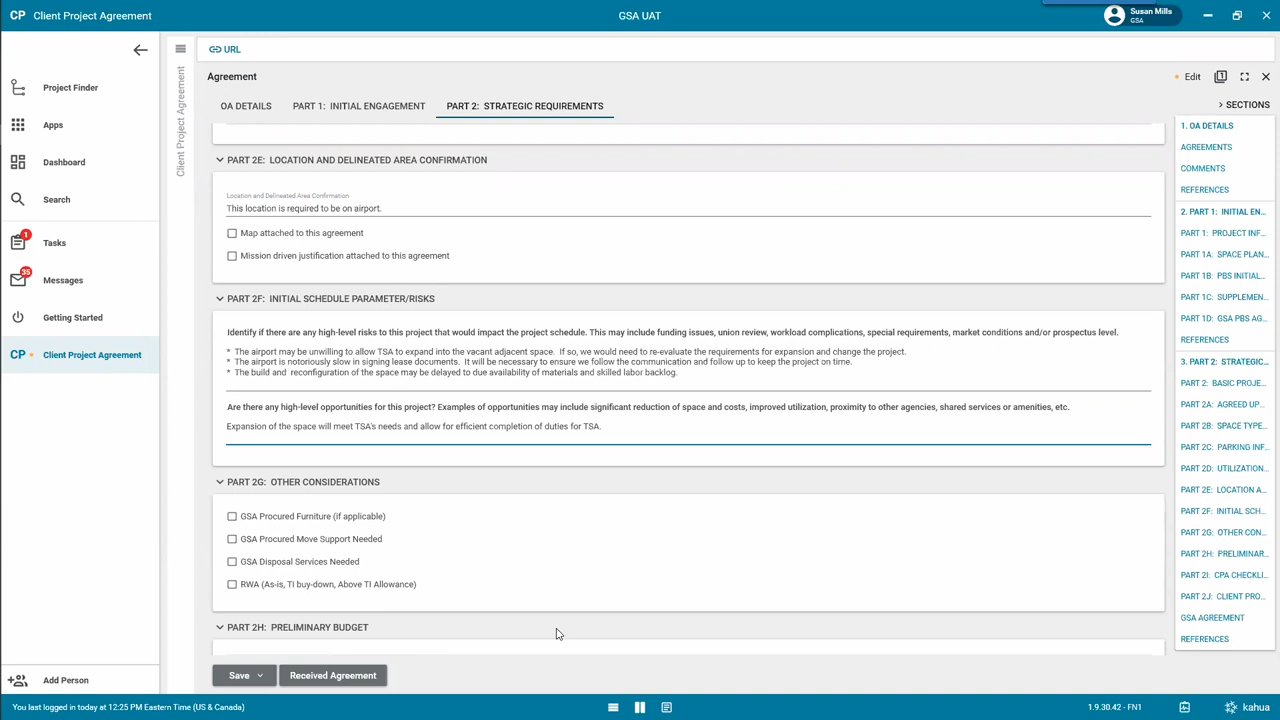 CP Client Project Agreement
GSA UAT
Susan Mills
GSA
Project Finder
Apps
Dashboard
Search
1
Tasks
35
Messages
Getting Started
CP Client Project Agreement
Add Person
Client Project Agreement
URL
Agreement
Edit
1
OA DETAILS
PART 1: INITIAL ENGAGEMENT
PART 2: STRATEGIC REQUIREMENTS
PART 2E: LOCATION AND DELINEATED AREA CONFIRMATION
Location and Delineated Area Confirmation
This location is required to be on airport.
Map attached to this agreement
Mission driven justification attached to this agreement
PART 2F: INITIAL SCHEDULE PARAMETER/RISKS
Identify if there are any high-level risks to this project that would impact the project schedule. This may include funding issues, union review, workload complications, special requirements, market conditions and/or prospectus level.
* The airport may be unwilling to allow TSA to expand into the vacant adjacent space. If so, we would need to re-evaluate the requirements for expansion and change the project.
* The airport is notoriously slow in signing lease documents. It will be necessary to ensure we follow the communication and follow up to keep the project on time.
* The build and reconfiguration of the space may be delayed to due availability of materials and skilled labor backlog.
Are there any high-level opportunities for this project? Examples of opportunities may include significant reduction of space and costs, improved utilization, proximity to other agencies, shared services or amenities, etc.
Expansion of the space will meet TSA's needs and allow for efficient completion of duties for TSA.
PART 2G: OTHER CONSIDERATIONS
GSA Procured Furniture (if applicable)
GSA Procured Move Support Needed
GSA Disposal Services Needed
RWA (As-is, TI buy-down, Above TI Allowance)
PART 2H: PRELIMINARY BUDGET
Save
Received Agreement
SECTIONS
1. OA DETAILS
AGREEMENTS
COMMENTS
REFERENCES
2. PART 1: INITIAL EN...
PART 1: PROJECT INF...
PART 1A: SPACE PLAN...
PART 1B: PBS INITIAL...
PART 1C: SUPPLEMEN...
PART 1D: GSA PBS AG...
REFERENCES
3. PART 2: STRATEGIC...
PART 2: BASIC PROJE...
PART 2A: AGREED UP...
PART 2B: SPACE TYPE...
PART 2C: PARKING INF...
PART 2D: UTILIZATION...
PART 2E: LOCATION A...
PART 2F: INITIAL SCH...
PART 2G: OTHER CON...
PART 2H: PRELIMINAR...
PART 2I: CPA CHECKLI...
PART 2J: CLIENT PRO...
GSA AGREEMENT
REFERENCES
You last logged in today at 12:25 PM Eastern Time (US & Canada)
1.9.30.42 - FN1
kahua